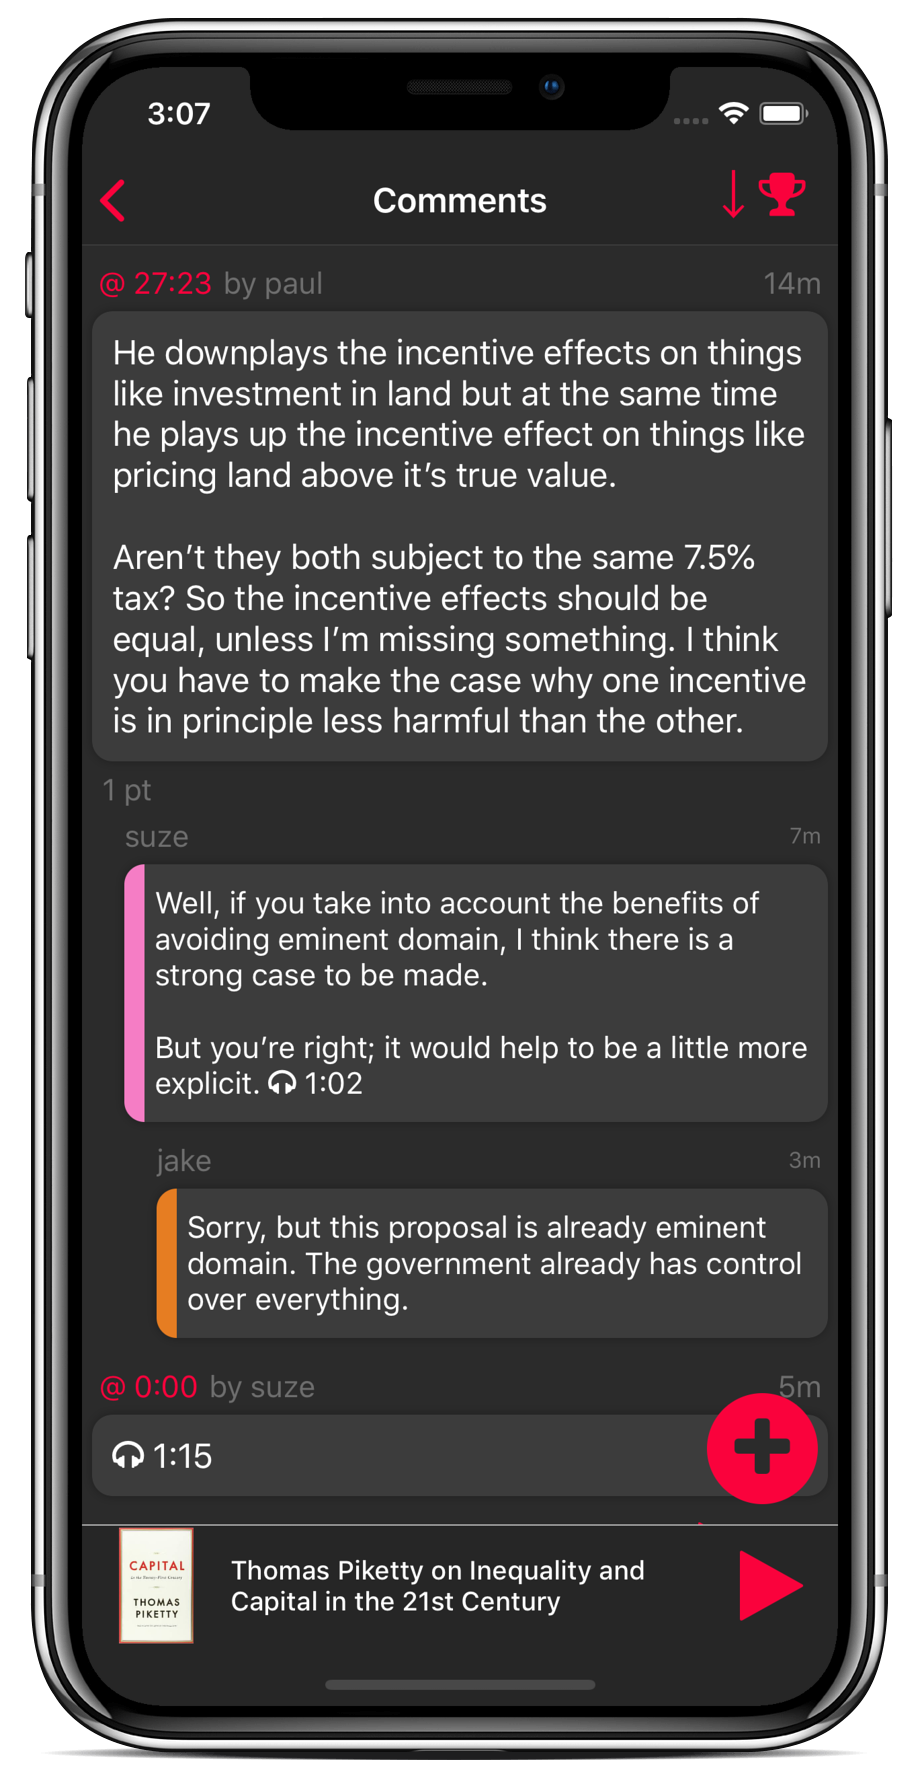 3:07
Comments
@ 27:23 by paul 14m
He downplays the incentive effects on things
like investment in land but at the same time
he plays up the incentive effect on things like
pricing land above it’s true value.
Aren’t they both subject to the same 7.5%
tax? So the incentive effects should be
equal, unless I’m missing something. I think
you have to make the case why one incentive
is in principle less harmful than the other.
1 pt
suze 7m
Well, if you take into account the benefits of
avoiding eminent domain, I think there is a
strong case to be made.
But you’re right; it would help to be a little more
explicit. 1:02
jake 3m
Sorry, but this proposal is already eminent
domain. The government already has control
over everything.
@ 0:00 by suze 5m
1:15
CAPITAL
THOMAS
PIKETTY
Thomas Piketty on Inequality and
Capital in the 21st Century